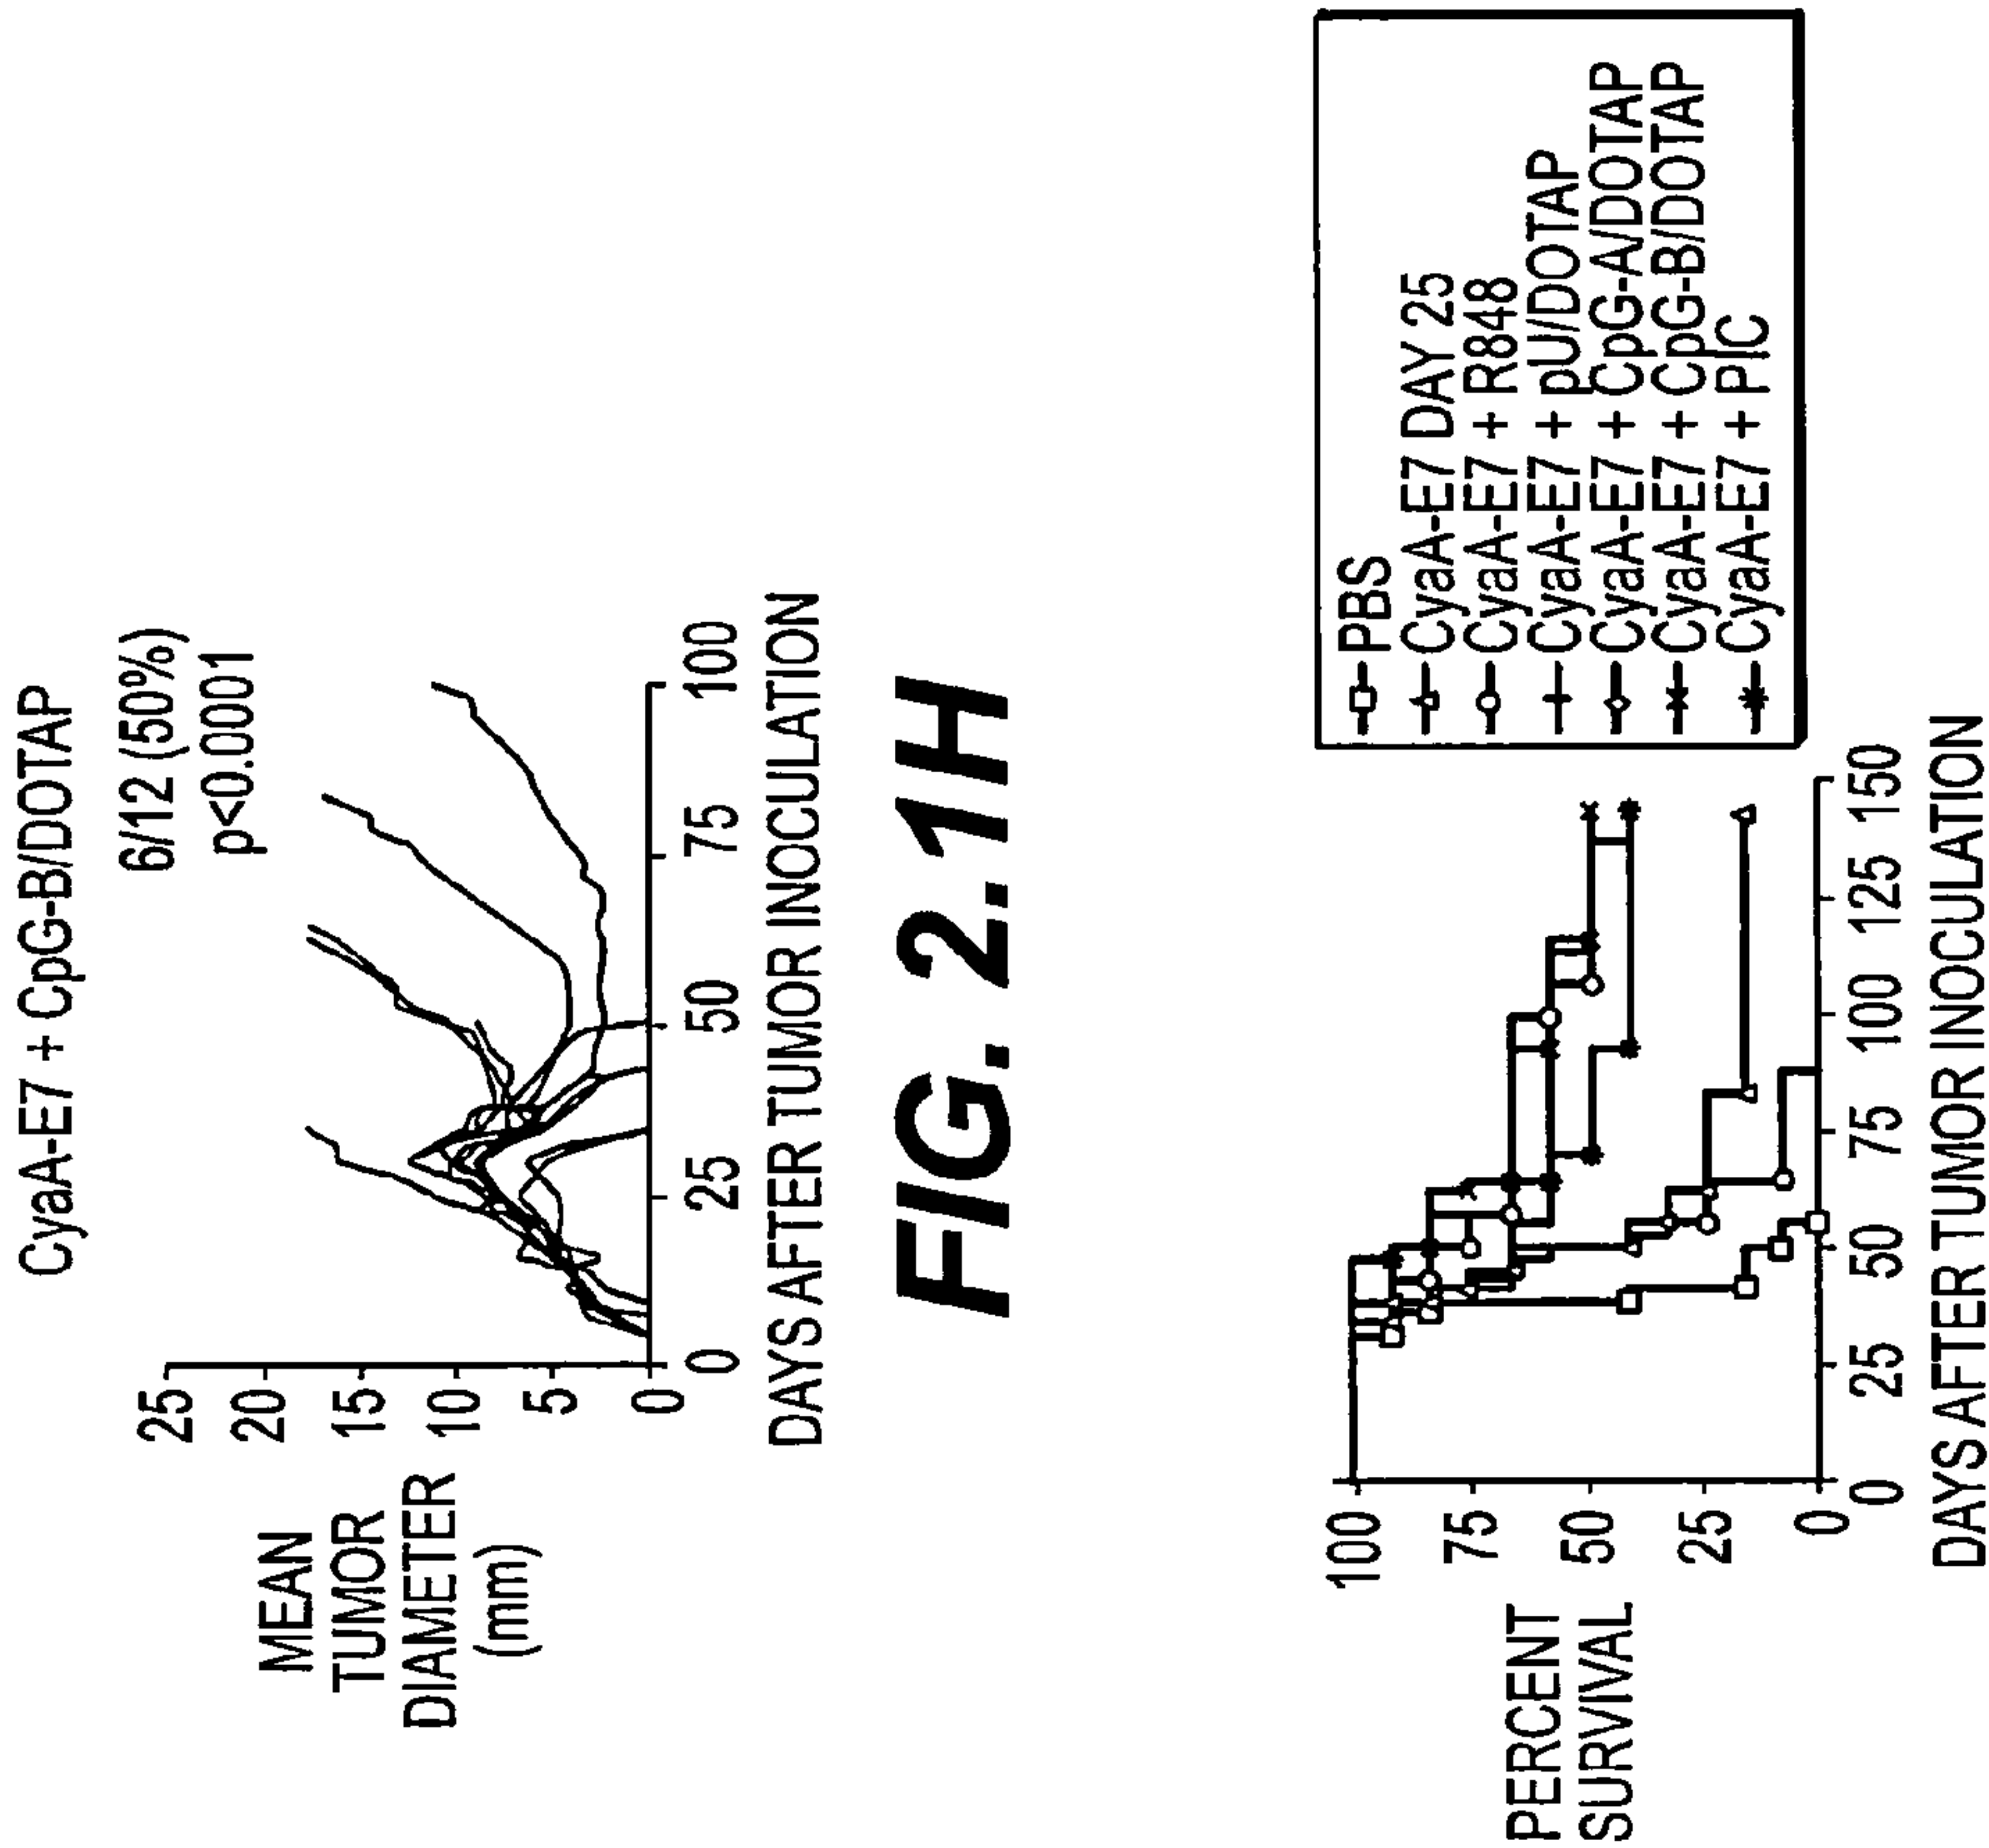 CyaA-E7 + CpG-B/DOTAP
6/12 (50%)
p<0.0001
MEAN
TUMOR
DIAMETER
(mm)
25
20
15
10
5
0
0 25 50 75 100
DAYS AFTER TUMOR INOCULATION
FIG. 2.1H
PERCENT
SURVIVAL
100
75
50
25
0
0 25 50 75 100 125 150
DAYS AFTER TUMOR INOCULATION
PBS
CyaA-E7 DAY 25
CyaA-E7 + R848
CyaA-E7 + pU/DOTAP
CyaA-E7 + CpG-A/DOTAP
CyaA-E7 + CpG-B/DOTAP
CyaA-E7 + PIC